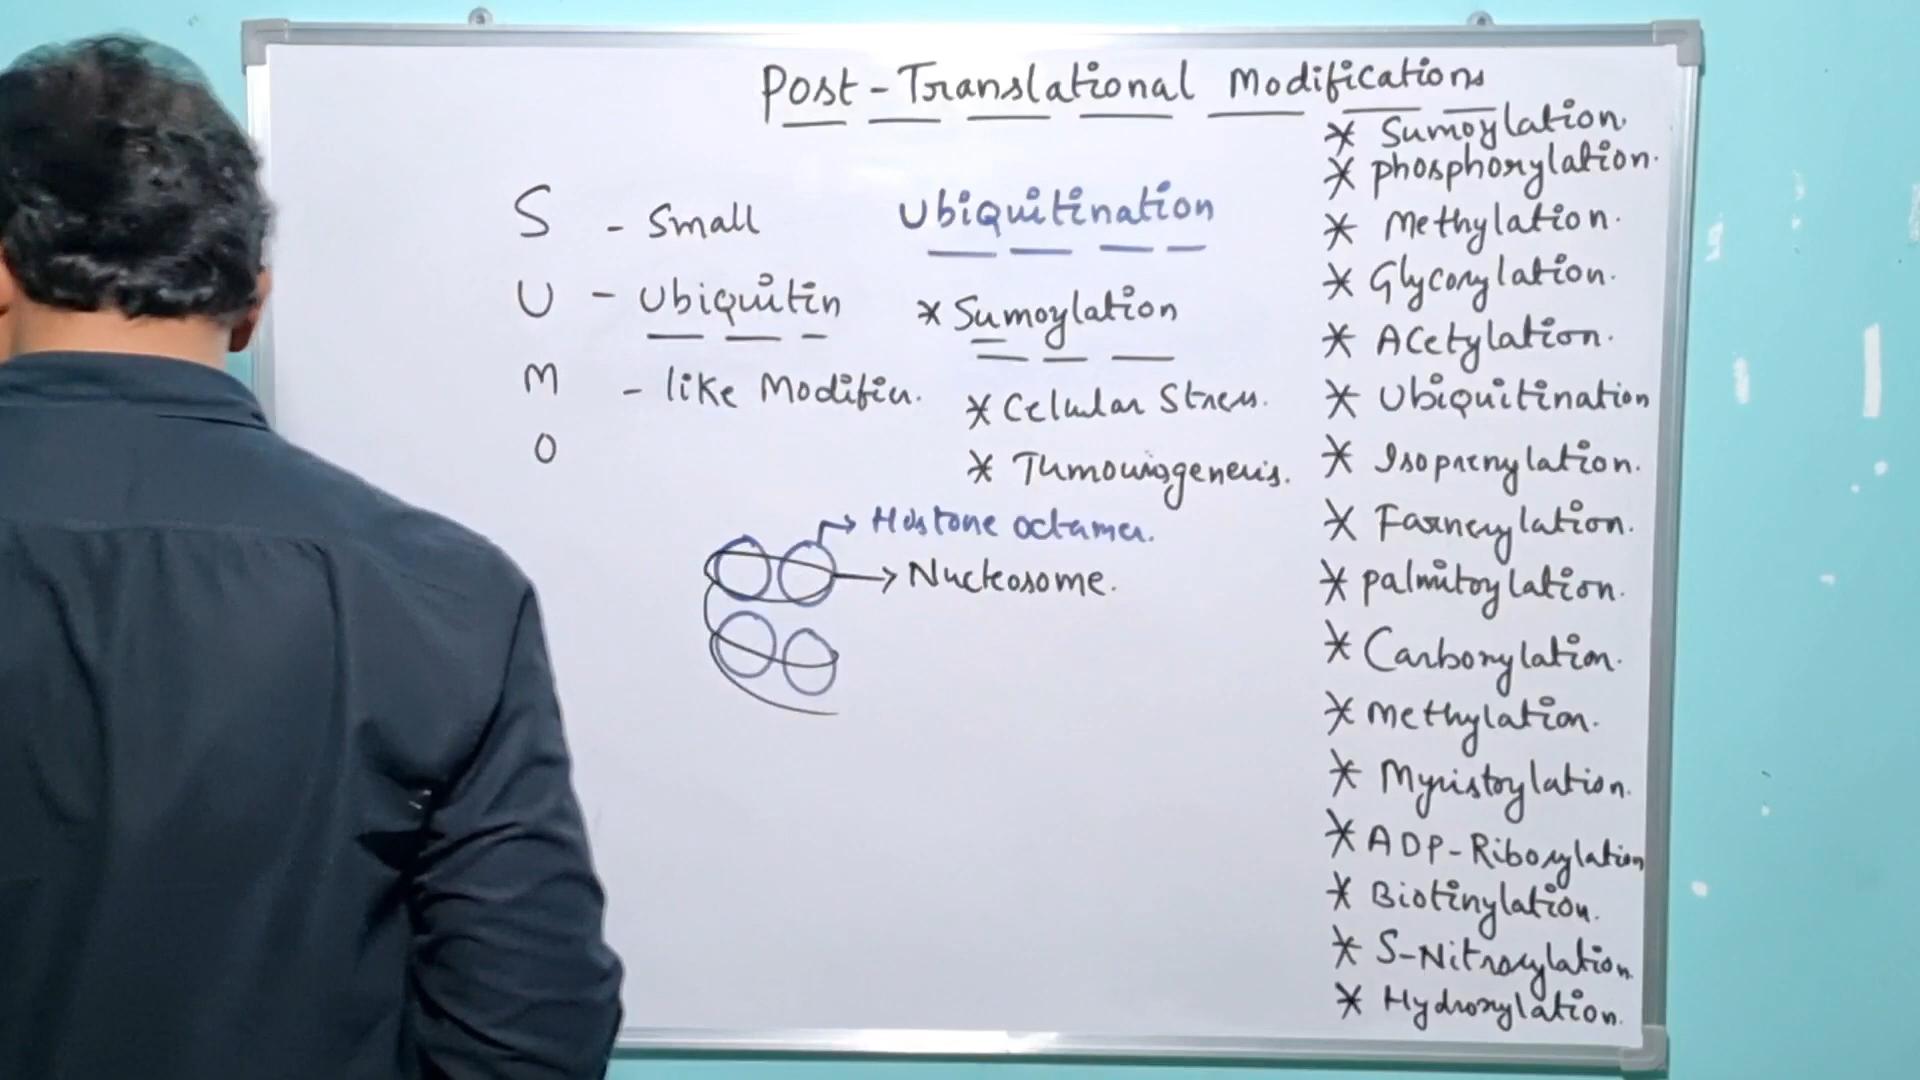 Post-Translational Modifications
S - Small
U - Ubiquitin
M - like Modifier.
O
Ubiquitination
* Sumoylation
* Cellular Stress.
* Tumourigenesis.
Histone octamer.
Nucleosome.
* Sumoylation.
* Phosphorylation.
* Methylation.
* Glycosylation.
* Acetylation.
* Ubiquitination
* Isoprenylation.
* Farnesylation.
* Palmitoylation.
* Carboxylation.
* Methylation.
* Myristoylation.
* ADP-Ribosylation
* Biotinylation.
* S-Nitrosylation.
* Hydroxylation.